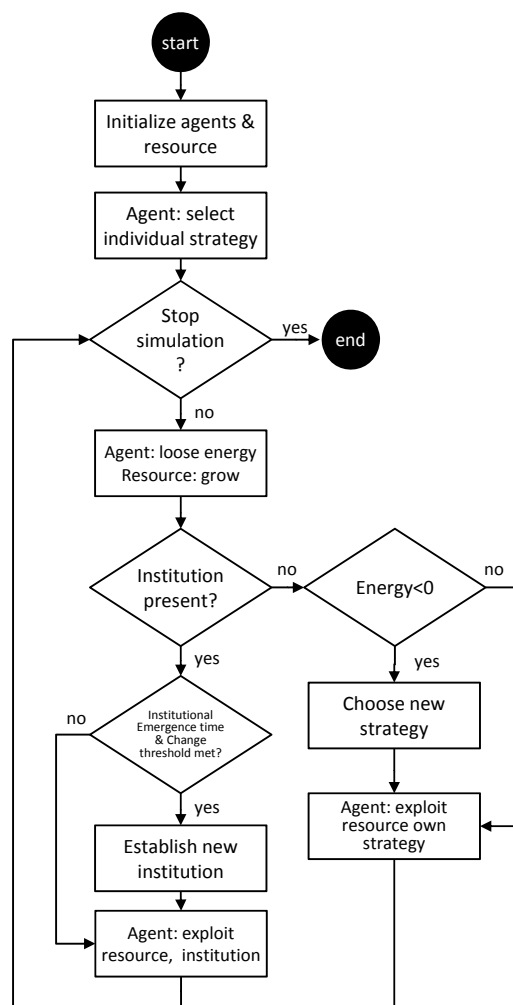 start
Initialize agents &
resource
Agent: select
individual strategy
Stop
simulation
?
yes
end
no
Agent: loose energy
Resource: grow
Institution
present?
no
Energy<0
no
yes
yes
Choose new
strategy
no
Institutional
Emergence time
& Change
threshold met?
yes
Agent: exploit
resource own
strategy
Establish new
institution
Agent: exploit
resource, institution